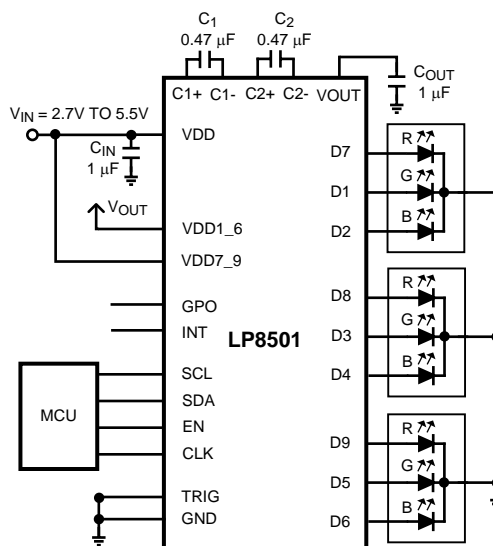 C1 C2
0.47 µF 0.47 µF
COUT
1 µF
C1+ C1- C2+ C2- VOUT
VIN = 2.7V TO 5.5V
CIN
1 µF
VOUT
VDD
VDD1_6
VDD7_9
GPO
INT
LP8501
MCU
SCL
SDA
EN
CLK
TRIG
GND
D7 R
D1 G
D2 B
D8 R
D3 G
D4 B
D9 R
D5 G
D6 B